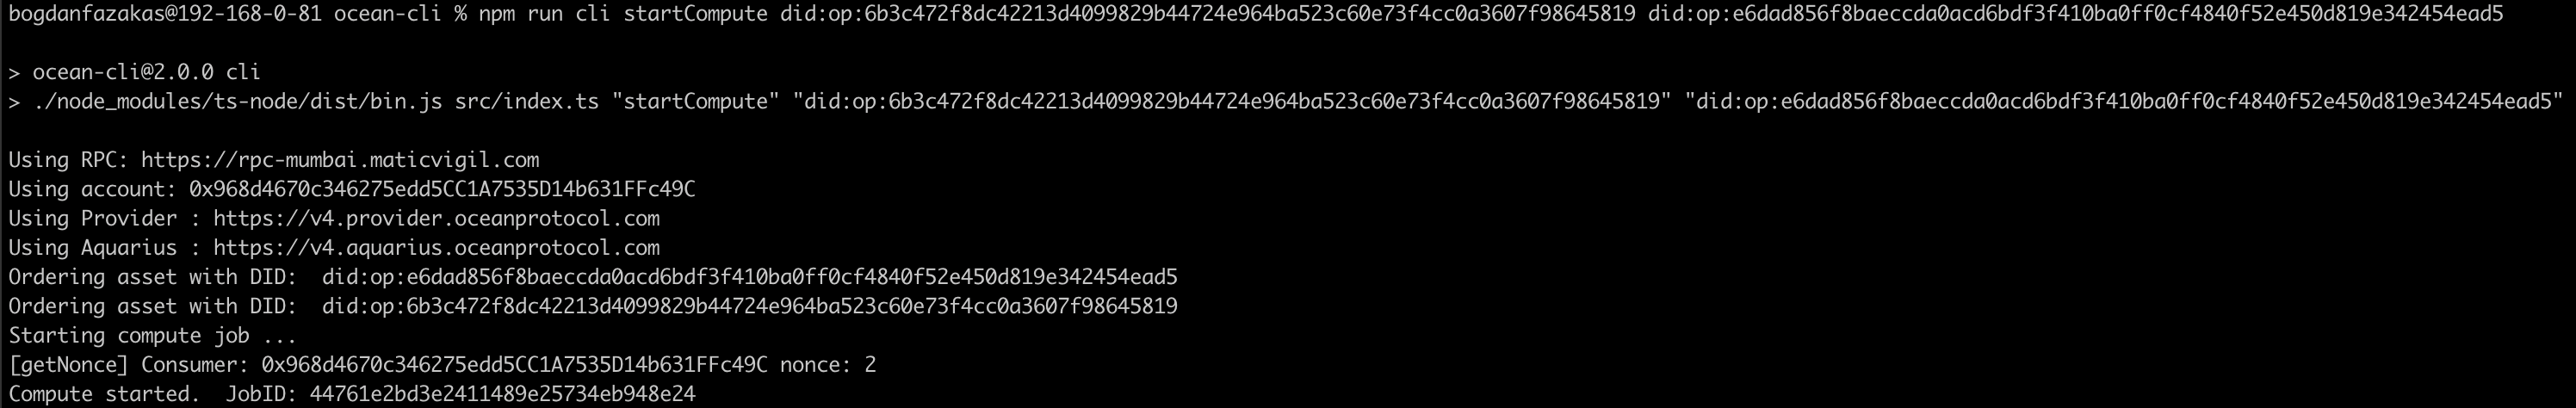 bogdanfazakas@192-168-0-81 ocean-cli % npm run cli startCompute did:op:6b3c472f8dc42213d4099829b44724e964ba523c60e73f4cc0a3607f98645819 did:op:e6dad856f8baeccda0acd6bdf3f410ba0ff0cf4840f52e450d819e342454ead5
> ocean-cli@2.0.0 cli
> ./node_modules/ts-node/dist/bin.js src/index.ts "startCompute" "did:op:6b3c472f8dc42213d4099829b44724e964ba523c60e73f4cc0a3607f98645819" "did:op:e6dad856f8baeccda0acd6bdf3f410ba0ff0cf4840f52e450d819e342454ead5"
Using RPC: https://rpc-mumbai.maticvigil.com
Using account: 0x968d4670c346275edd5CC1A7535D14b631FFc49C
Using Provider : https://v4.provider.oceanprotocol.com
Using Aquarius : https://v4.aquarius.oceanprotocol.com
Ordering asset with DID:  did:op:e6dad856f8baeccda0acd6bdf3f410ba0ff0cf4840f52e450d819e342454ead5
Ordering asset with DID:  did:op:6b3c472f8dc42213d4099829b44724e964ba523c60e73f4cc0a3607f98645819
Starting compute job ...
[getNonce] Consumer: 0x968d4670c346275edd5CC1A7535D14b631FFc49C nonce: 2
Compute started.  JobID: 44761e2bd3e2411489e25734eb948e24